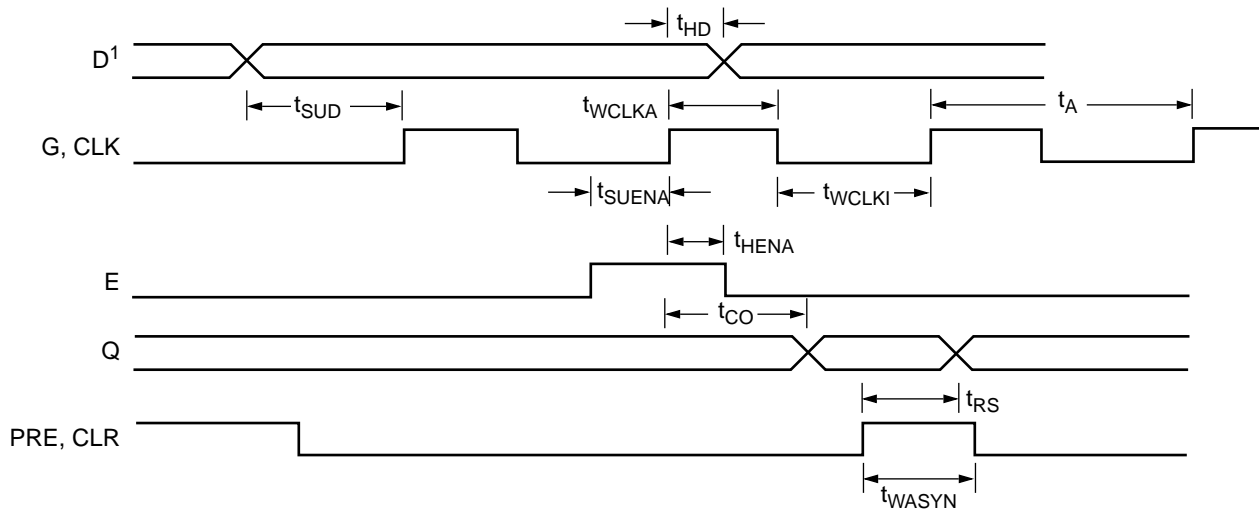 tHD
D1
tSUD
tWCLKA
tA
G, CLK
tSUENA
tWCLKI
tHENA
E
tCO
Q
tRS
PRE, CLR
tWASYN